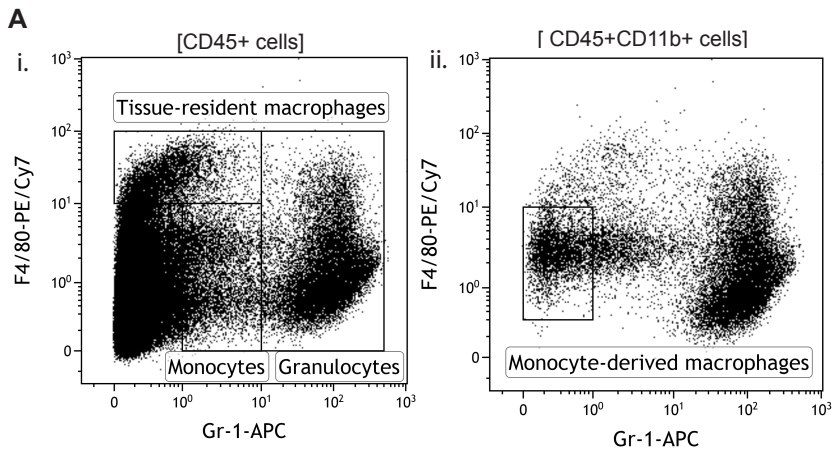 A
i.
[CD45+ cells]
10³
10²
10¹
10⁰
0
F4/80-PE/Cy7
Tissue-resident macrophages
Monocytes
Granulocytes
0
10⁰
10¹
10²
10³
Gr-1-APC
ii.
[ CD45+CD11b+ cells]
10³
10²
10¹
10⁰
0
F4/80-PE/Cy7
Monocyte-derived macrophages
0
10⁰
10¹
10²
10³
Gr-1-APC